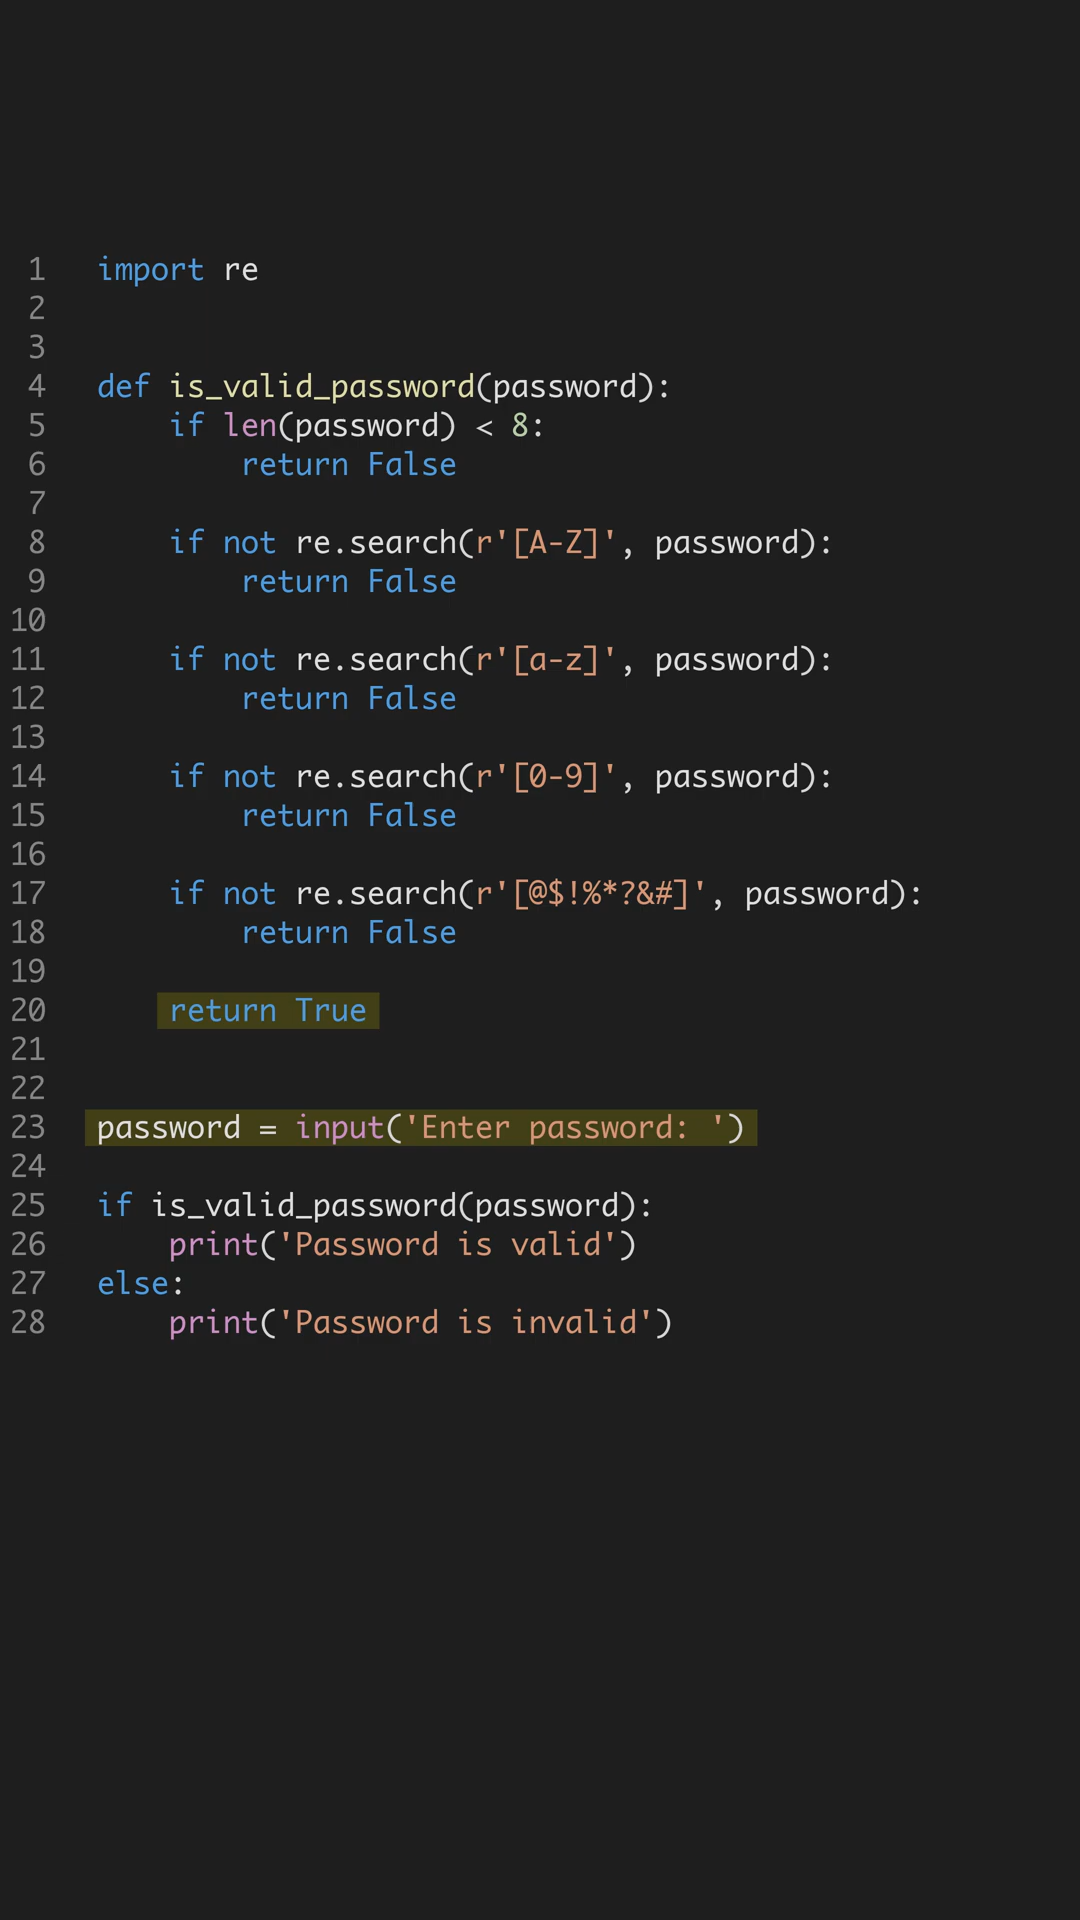 1 import re
2
3
4 def is_valid_password(password):
5     if len(password) < 8:
6         return False
7
8     if not re.search(r'[A-Z]', password):
9         return False
10
11     if not re.search(r'[a-z]', password):
12         return False
13
14     if not re.search(r'[0-9]', password):
15         return False
16
17     if not re.search(r'[@$!%*?&#]', password):
18         return False
19
20     return True
21
22
23 password = input('Enter password: ')
24
25 if is_valid_password(password):
26     print('Password is valid')
27 else:
28     print('Password is invalid')